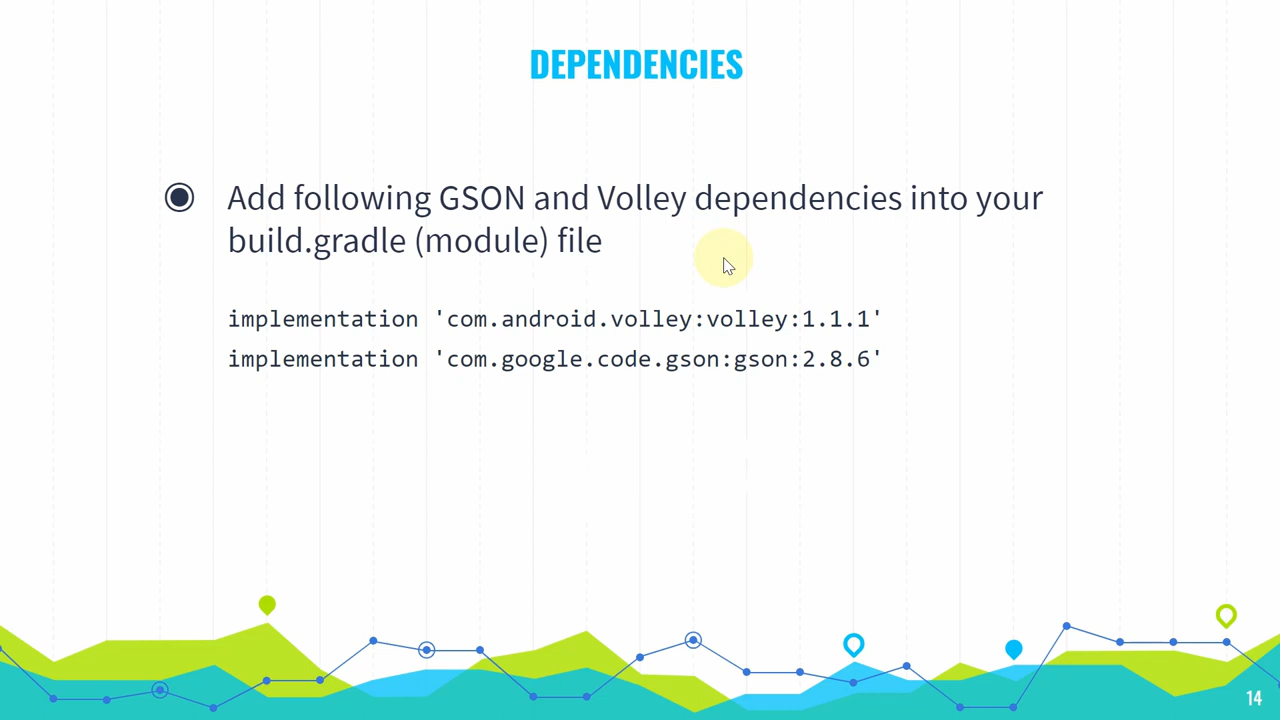 DEPENDENCIES
Add following GSON and Volley dependencies into your
build.gradle (module) file
implementation 'com.android.volley:volley:1.1.1'
implementation 'com.google.code.gson:gson:2.8.6'
14